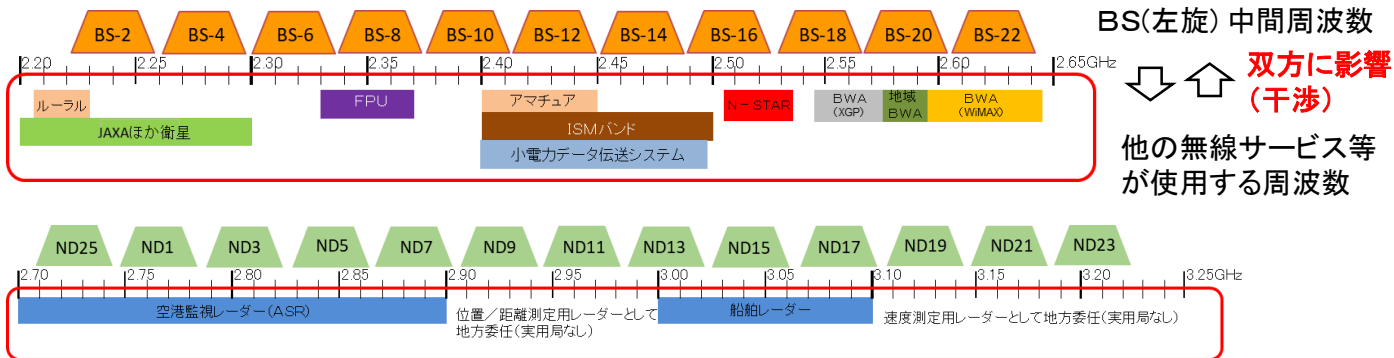 BS-2 BS-4 BS-6 BS-8 BS-10 BS-12 BS-14 BS-16 BS-18 BS-20 BS-22
BS(左旋) 中間周波数
2.20 2.25 2.30 2.35 2.40 2.45 2.50 2.55 2.60 2.65GHz
双方に影響
(干渉)
ルーラル
FPU
アマチュア
N-STAR
BWA
(XGP)
地域
BWA
BWA
(WiMAX)
JAXAほか衛星
ISMバンド
小電力データ伝送システム
他の無線サービス等
が使用する周波数
ND25 ND1 ND3 ND5 ND7 ND9 ND11 ND13 ND15 ND17 ND19 ND21 ND23
2.70 2.75 2.80 2.85 2.90 2.95 3.00 3.05 3.10 3.15 3.20 3.25GHz
空港監視レーダー(ASR)
位置/距離測定用レーダーとして
地方委任(実用局なし)
船舶レーダー
速度測定用レーダーとして地方委任(実用局なし)